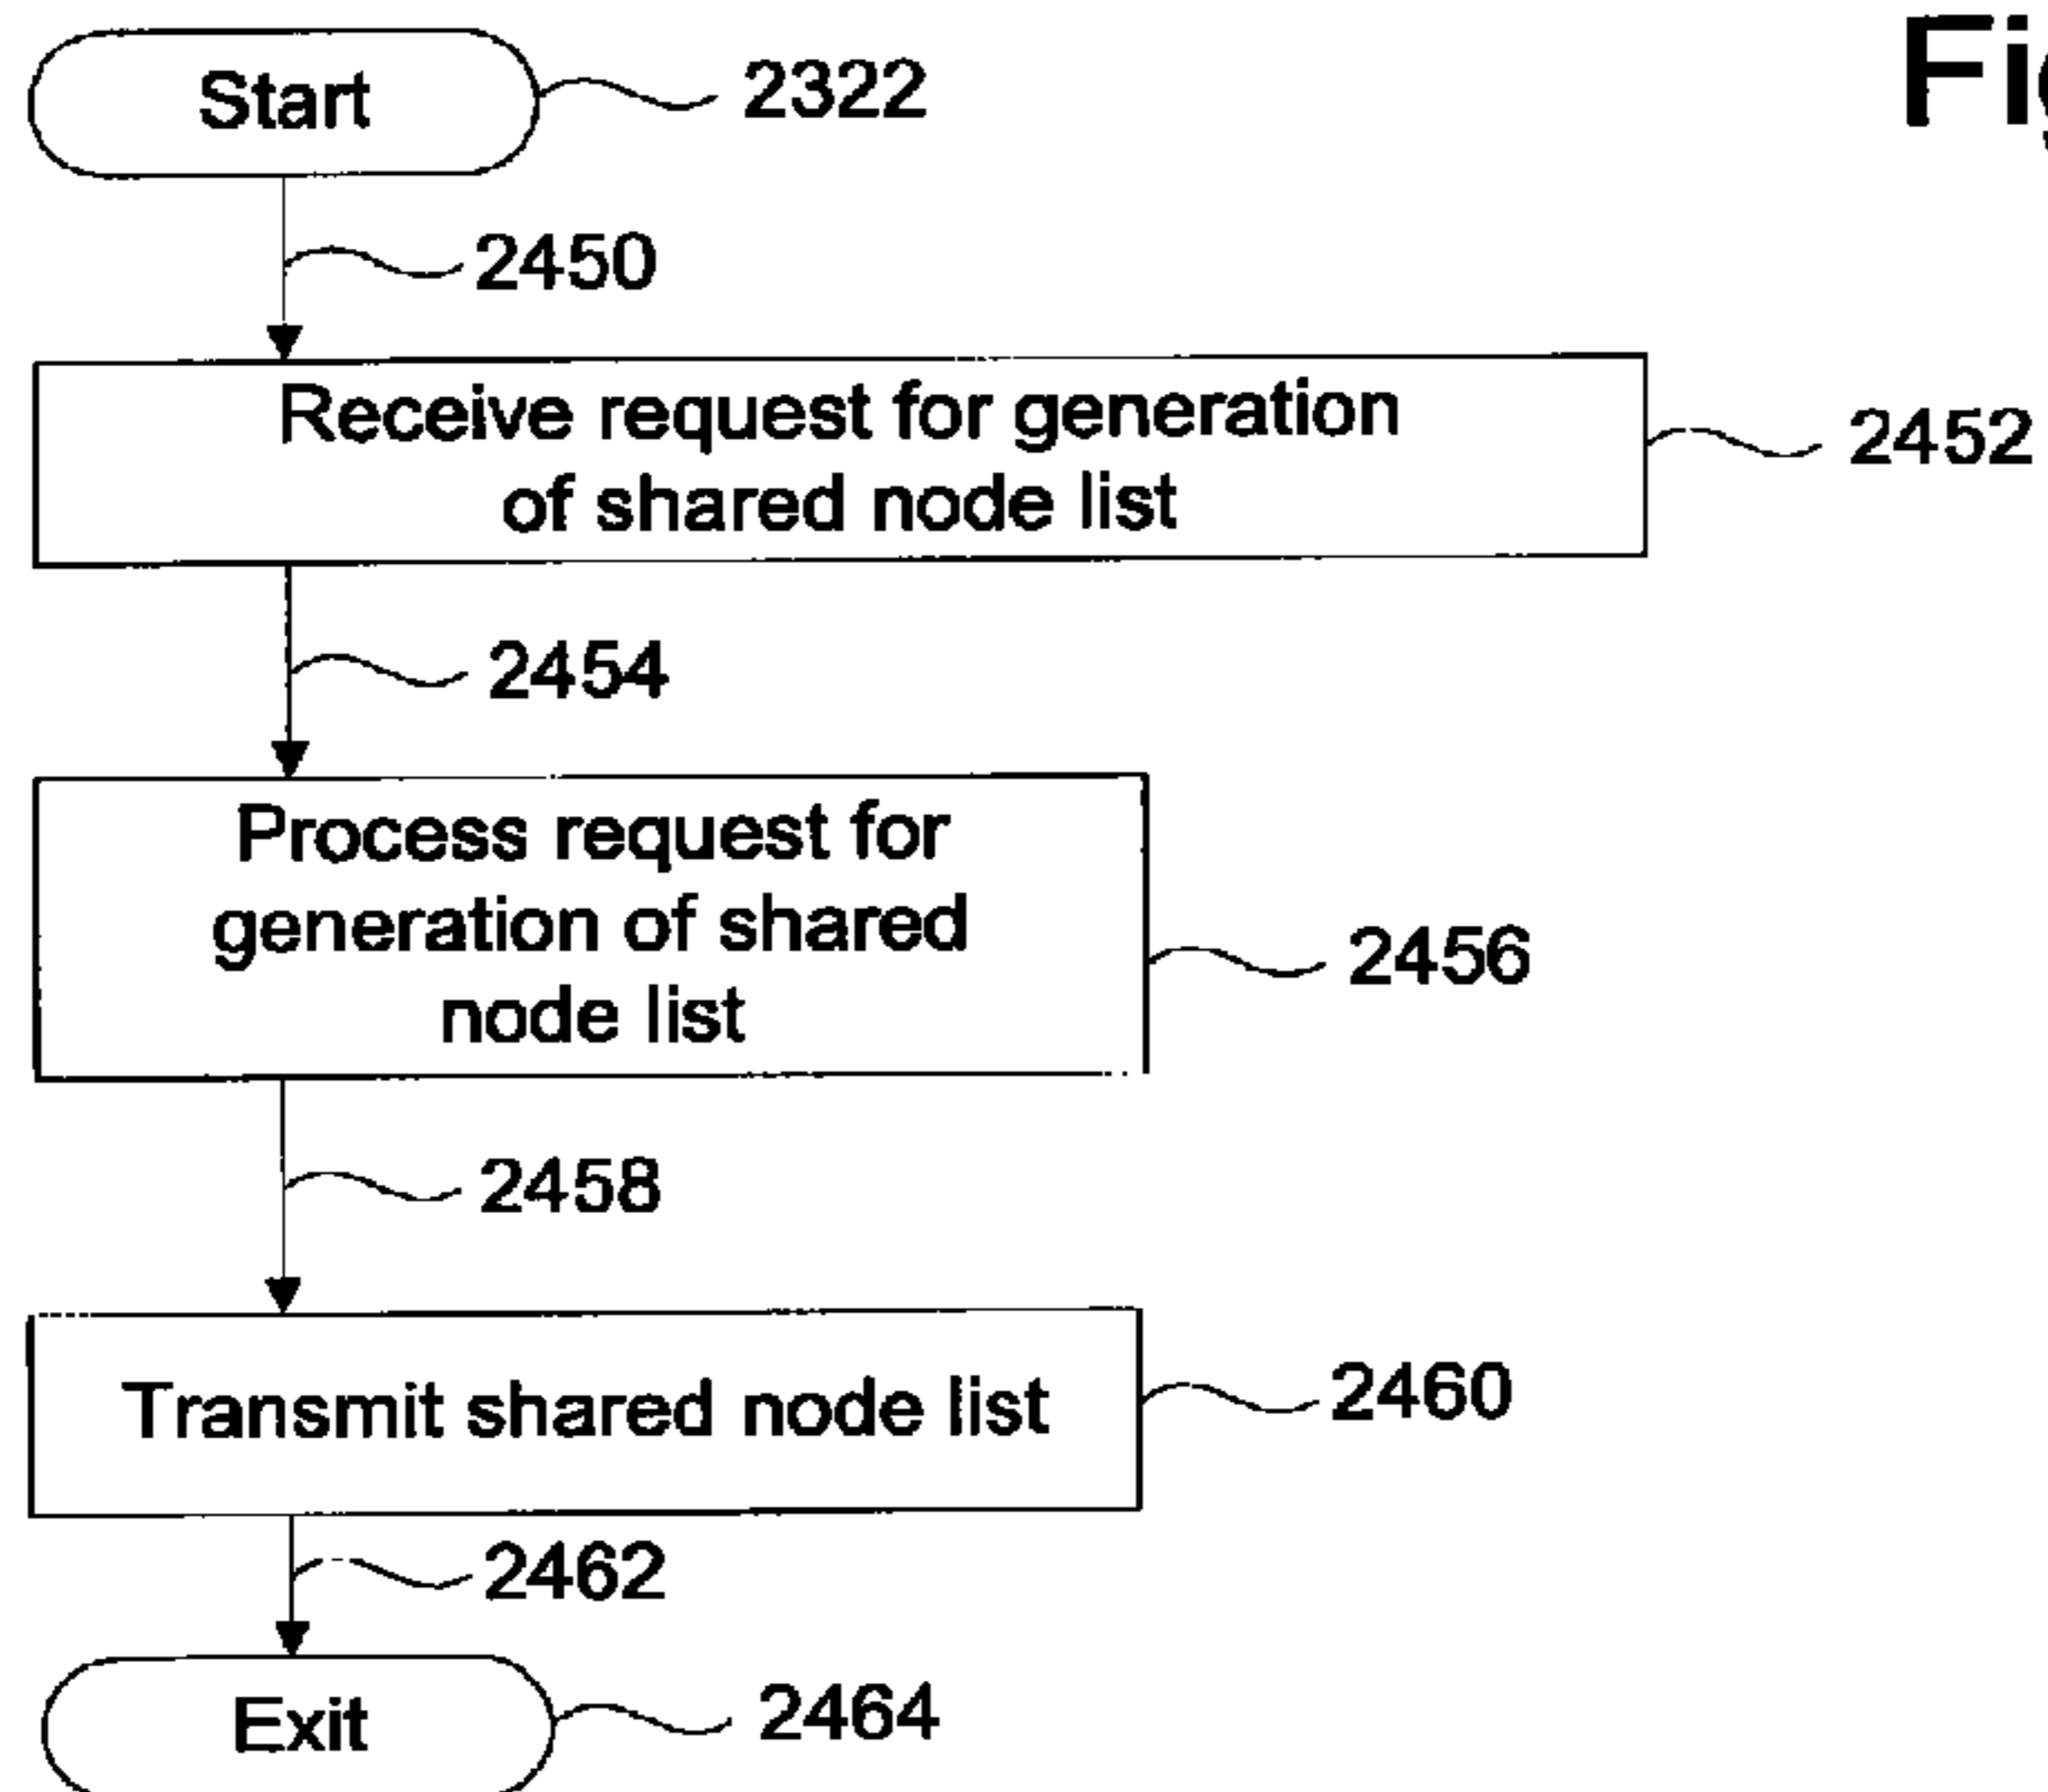 Start
2322
Fig
2450
Receive request for generation
of shared node list
2452
2454
Process request for
generation of shared
node list
2456
2458
Transmit shared node list
2460
2462
Exit
2464